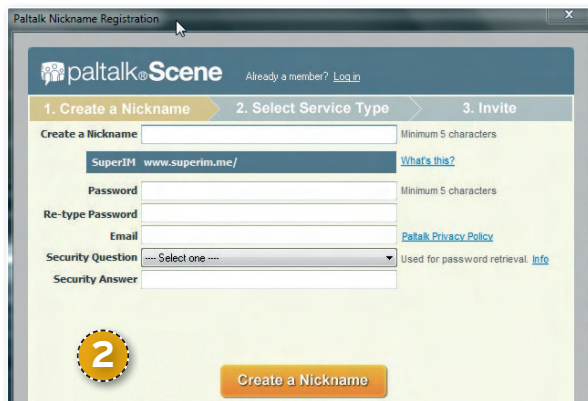 Paltalk Nickname Registration
x
paltalk®Scene Already a member? Log in
1. Create a Nickname 2. Select Service Type 3. Invite
Create a Nickname Minimum 5 characters
SuperIM www.superim.me/ What's this?
Password Minimum 5 characters
Re-type Password
Email Paltalk Privacy Policy
Security Question ---- Select one ---- Used for password retrieval. Info
Security Answer
2
Create a Nickname